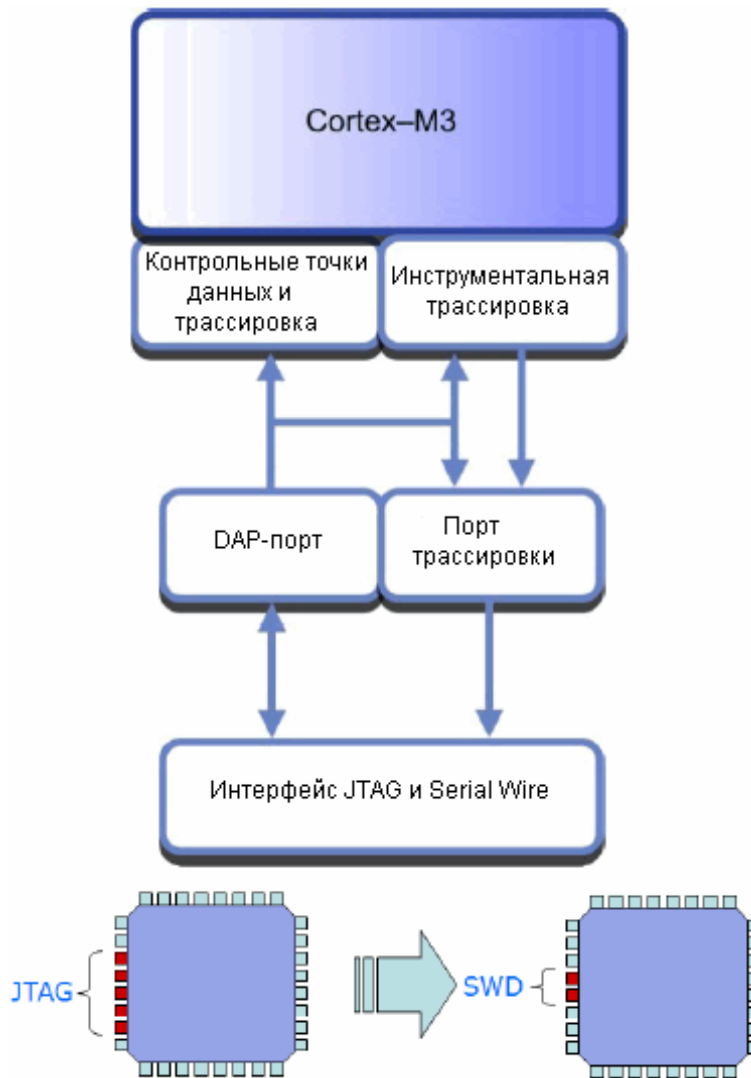 Cortex–M3
Контрольные точки
данных и
трассировка
Инструментальная
трассировка
DAP-порт
Порт
трассировки
Интерфейс JTAG и Serial Wire
JTAG
SWD